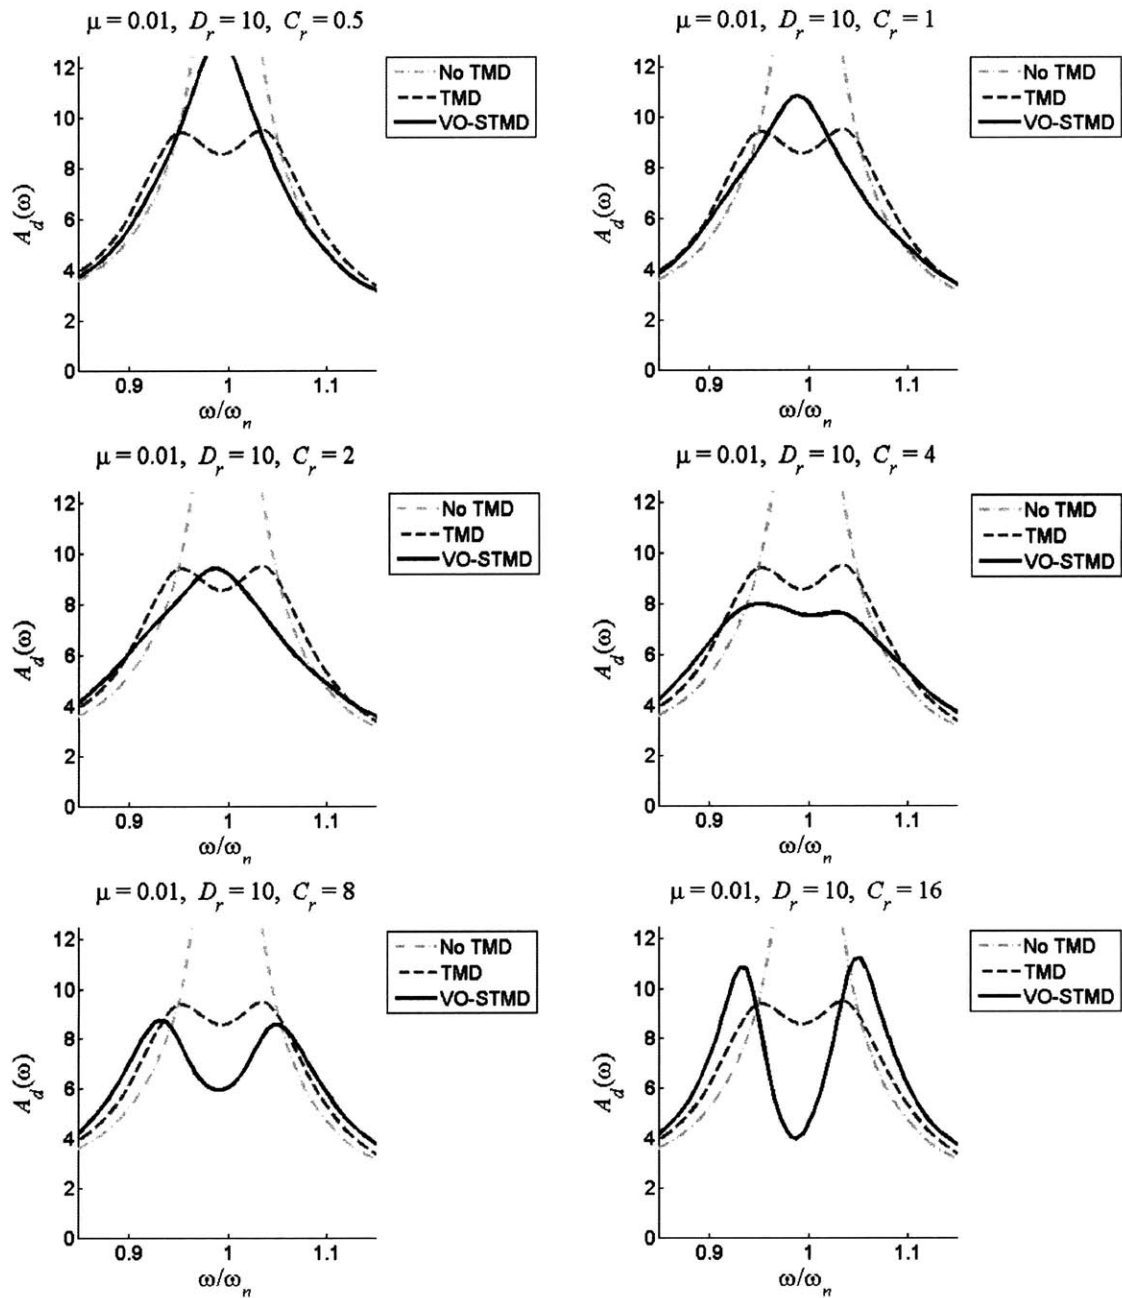 μ = 0.01, D_r = 10, C_r = 0.5
12
10
8
6
4
2
0
A_d(ω)
0.9 1 1.1
ω/ω_n
No TMD
TMD
VO-STMD
μ = 0.01, D_r = 10, C_r = 1
12
10
8
6
4
2
0
A_d(ω)
0.9 1 1.1
ω/ω_n
No TMD
TMD
VO-STMD
μ = 0.01, D_r = 10, C_r = 2
12
10
8
6
4
2
0
A_d(ω)
0.9 1 1.1
ω/ω_n
No TMD
TMD
VO-STMD
μ = 0.01, D_r = 10, C_r = 4
12
10
8
6
4
2
0
A_d(ω)
0.9 1 1.1
ω/ω_n
No TMD
TMD
VO-STMD
μ = 0.01, D_r = 10, C_r = 8
12
10
8
6
4
2
0
A_d(ω)
0.9 1 1.1
ω/ω_n
No TMD
TMD
VO-STMD
μ = 0.01, D_r = 10, C_r = 16
12
10
8
6
4
2
0
A_d(ω)
0.9 1 1.1
ω/ω_n
No TMD
TMD
VO-STMD